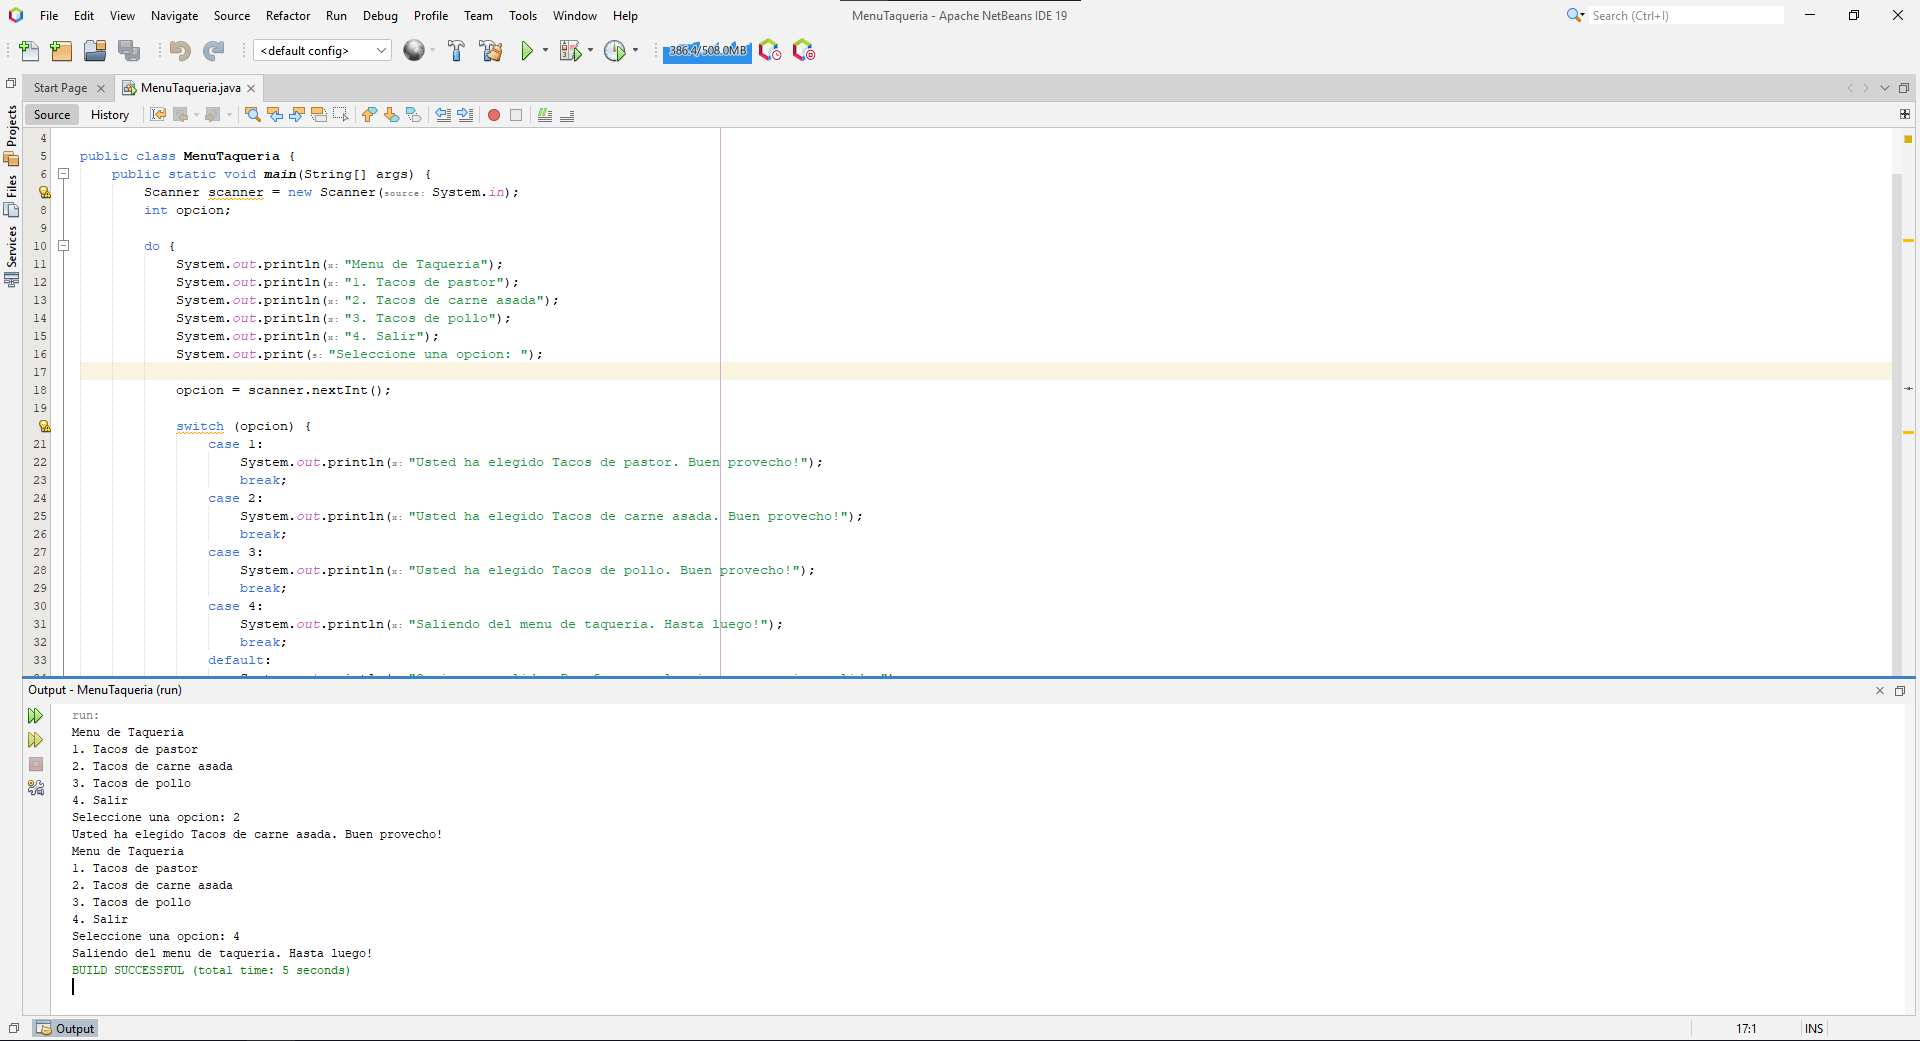 File Edit View Navigate Source Refactor Run Debug Profile Team Tools Window Help MenuTaqueria - Apache NetBeans IDE 19 Search (Ctrl+I)
<default config> 386.4/508.0MB
Start Page MenuTaqueria.java
Source History
Projects
Files
Services
4
5 public class MenuTaqueria {
6 public static void main(String[] args) {
Scanner scanner = new Scanner(source: System.in);
8 int opcion;
9
10 do {
11 System.out.println(x: "Menu de Taqueria");
12 System.out.println(x: "1. Tacos de pastor");
13 System.out.println(x: "2. Tacos de carne asada");
14 System.out.println(x: "3. Tacos de pollo");
15 System.out.println(x: "4. Salir");
16 System.out.print(s: "Seleccione una opcion: ");
17
18 opcion = scanner.nextInt();
19
switch (opcion) {
21 case 1:
22 System.out.println(x: "Usted ha elegido Tacos de pastor. Buen provecho!");
23 break;
24 case 2:
25 System.out.println(x: "Usted ha elegido Tacos de carne asada. Buen provecho!");
26 break;
27 case 3:
28 System.out.println(x: "Usted ha elegido Tacos de pollo. Buen provecho!");
29 break;
30 case 4:
31 System.out.println(x: "Saliendo del menu de taqueria. Hasta luego!");
32 break;
33 default:
Output - MenuTaqueria (run)
run:
Menu de Taqueria
1. Tacos de pastor
2. Tacos de carne asada
3. Tacos de pollo
4. Salir
Seleccione una opcion: 2
Usted ha elegido Tacos de carne asada. Buen provecho!
Menu de Taqueria
1. Tacos de pastor
2. Tacos de carne asada
3. Tacos de pollo
4. Salir
Seleccione una opcion: 4
Saliendo del menu de taqueria. Hasta luego!
BUILD SUCCESSFUL (total time: 5 seconds)
Output 17:1 INS